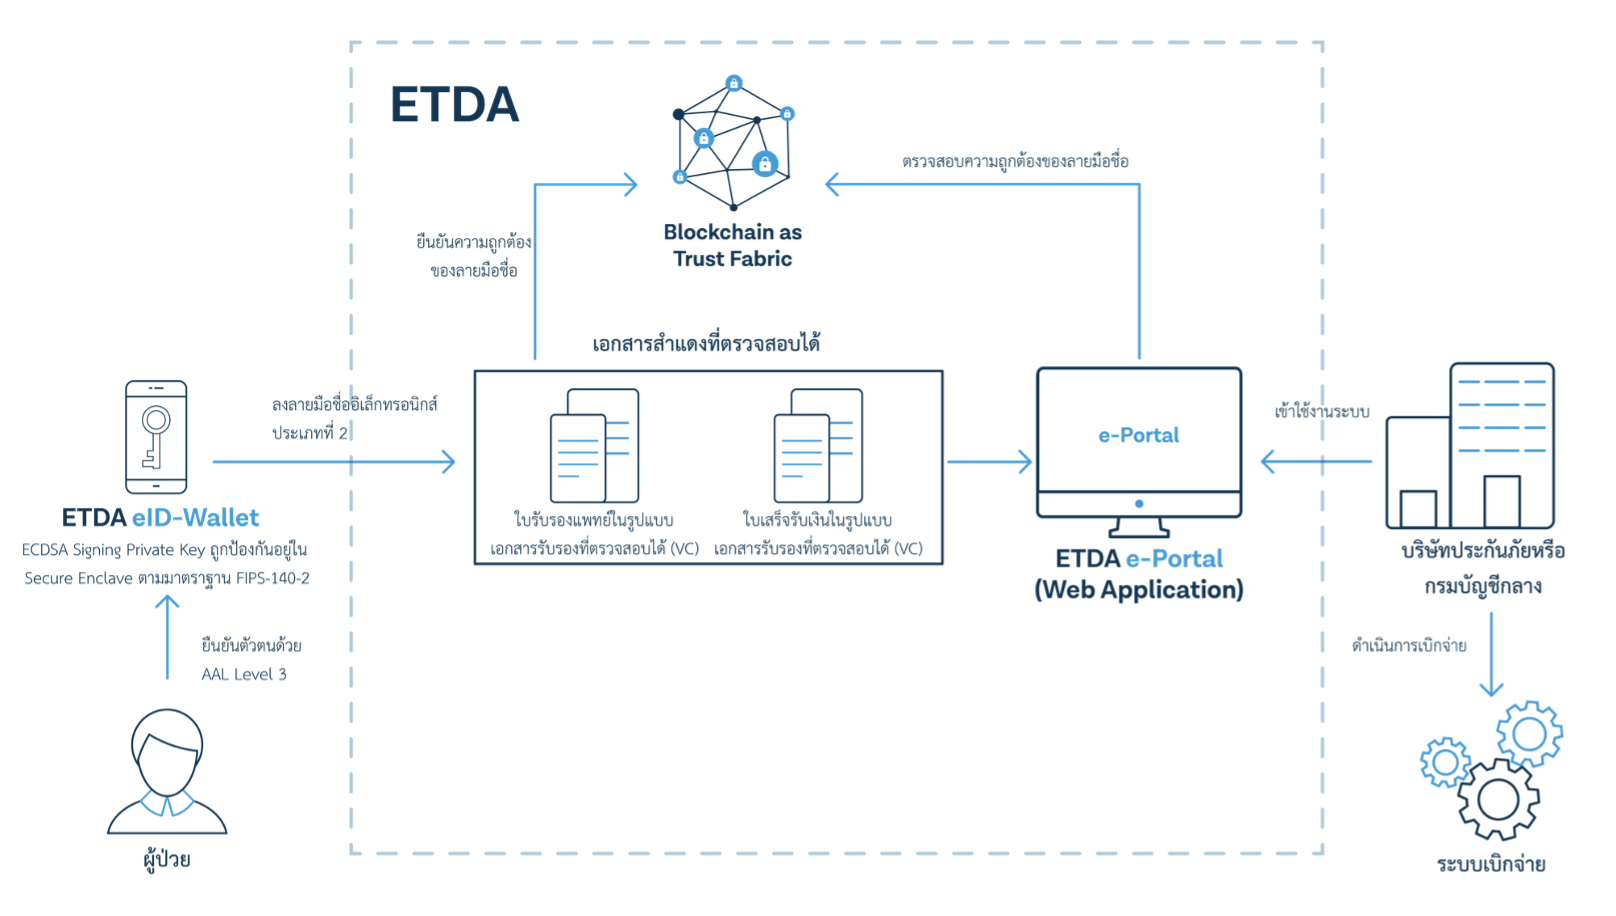 ETDA
ตรวจสอบความถูกต้องของลายมือชื่อ
Blockchain as
Trust Fabric
ยืนยันความถูกต้อง
ของลายมือชื่อ
เอกสารสำแดงที่ตรวจสอบได้
ลงลายมือชื่ออิเล็กทรอนิกส์
ประเภทที่ 2
e-Portal
เข้าใช้งานระบบ
ETDA eID-Wallet
ECDSA Signing Private Key ถูกป้องกันอยู่ใน
Secure Enclave ตามมาตราฐาน FIPS-140-2
ใบรับรองแพทย์ในรูปแบบ
เอกสารรับรองที่ตรวจสอบได้ (VC)
ใบเสร็จรับเงินในรูปแบบ
เอกสารรับรองที่ตรวจสอบได้ (VC)
ETDA e-Portal
(Web Application)
บริษัทประกันภัยหรือ
กรมบัญชีกลาง
ยืนยันตัวตนด้วย
AAL Level 3
ดำเนินการเบิกจ่าย
ผู้ป่วย
ระบบเบิกจ่าย